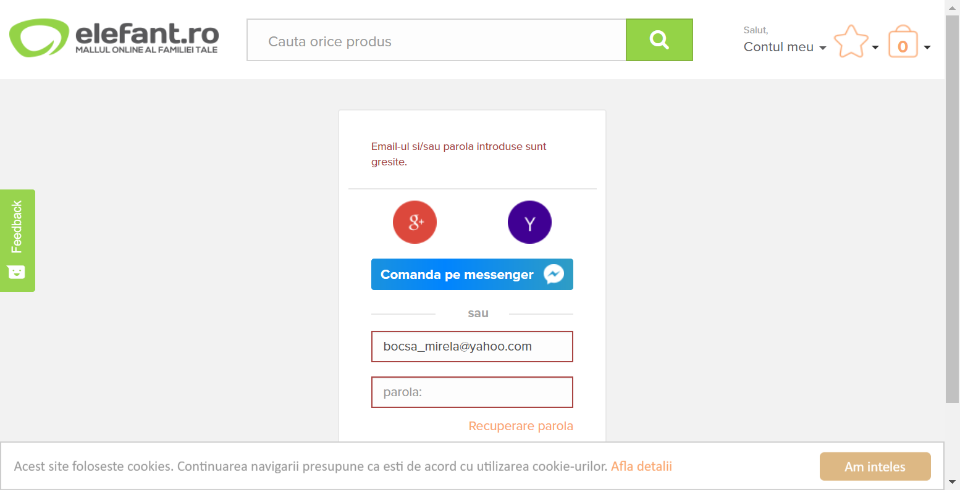 elefant.ro
MALLUL ONLINE AL FAMILIEI TALE
Cauta orice produs
Salut,
Contul meu
0
Email-ul si/sau parola introduse sunt
gresite.
Feedback
g+
Y
Comanda pe messenger
sau
bocsa_mirela@yahoo.com
parola:
Recuperare parola
Acest site foloseste cookies. Continuarea navigarii presupune ca esti de acord cu utilizarea cookie-urilor. Afla detalii
Am inteles